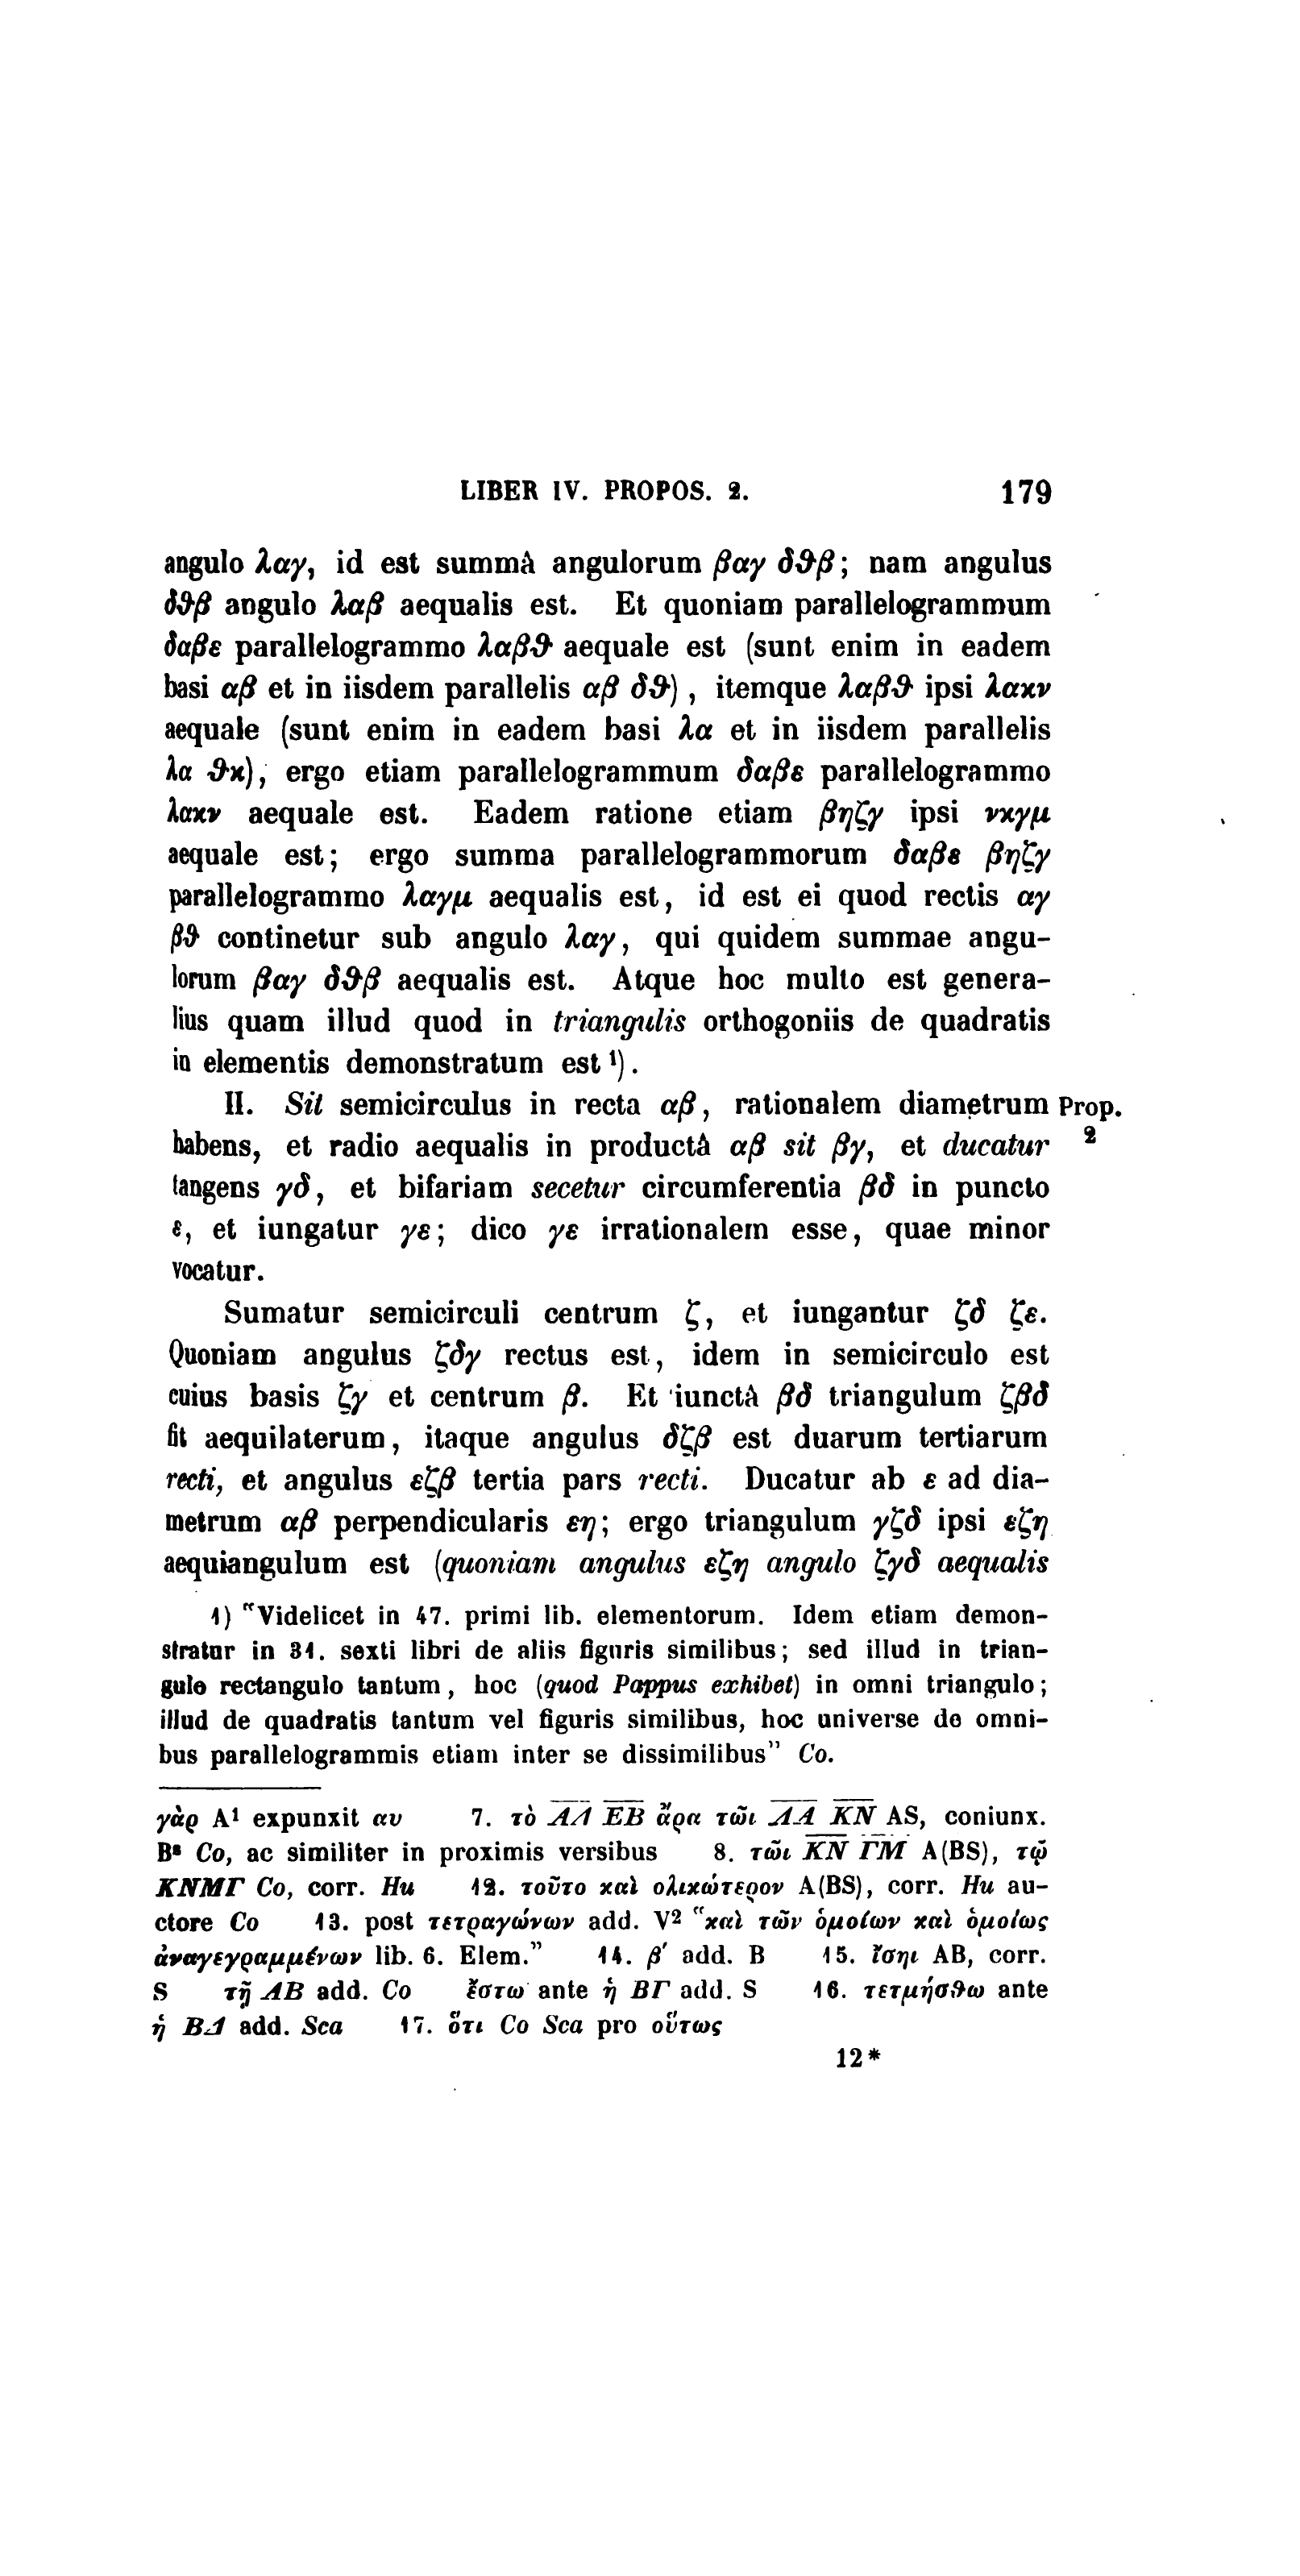 LIBER IV. PROPOS. 2. 179
angulo λαγ, id est summâ angulorum βαγ δϑβ; nam angulus
δϑβ angulo λαβ aequalis est. Et quoniam parallelogrammum
δαβε parallelogrammo λαβϑ aequale est (sunt enim in eadem
basi αβ et in iisdem parallelis αβ δϑ), itemque λαβϑ ipsi λακν
aequale (sunt enim in eadem basi λα et in iisdem parallelis
λα ϑκ), ergo etiam parallelogrammum δαβε parallelogrammo
λακν aequale est. Eadem ratione etiam βηζγ ipsi νκγμ
aequale est; ergo summa parallelogrammorum δαβε βηζγ
parallelogrammo λαγμ aequalis est, id est ei quod rectis αγ
βϑ continetur sub angulo λαγ, qui quidem summae angu-
lorum βαγ δϑβ aequalis est. Atque hoc multo est genera-
lius quam illud quod in triangulis orthogoniis de quadratis
in elementis demonstratum est 1).
II. Sit semicirculus in recta αβ, rationalem diametrum Prop.
habens, et radio aequalis in productâ αβ sit βγ, et ducatur 2
tangens γδ, et bifariam secetur circumferentia βδ in puncto
ε, et iungatur γε; dico γε irrationalem esse, quae minor
vocatur.
Sumatur semicirculi centrum ζ, et iungantur ζδ ζε.
Quoniam angulus ζδγ rectus est, idem in semicirculo est
cuius basis ζγ et centrum β. Et iunctâ βδ triangulum ζβδ
fit aequilaterum, itaque angulus δζβ est duarum tertiarum
recti, et angulus εζβ tertia pars recti. Ducatur ab ε ad dia-
metrum αβ perpendicularis εη; ergo triangulum γζδ ipsi εζη
aequiangulum est (quoniam angulus εζη angulo ζγδ aequalis
1) "Videlicet in 47. primi lib. elementorum. Idem etiam demon-
stratur in 31. sexti libri de aliis figuris similibus; sed illud in trian-
gulo rectangulo tantum, hoc (quod Pappus exhibet) in omni triangulo;
illud de quadratis tantum vel figuris similibus, hoc universe de omni-
bus parallelogrammis etiam inter se dissimilibus" Co.
γὰρ A¹ expunxit αν 7. τὸ ΔΑ ΕΒ ἄρα τῶι ΛΑ ΚΝ AS, coniunx.
Bˢ Co, ac similiter in proximis versibus 8. τῶι ΚΝ ΓΜ A(BS), τῷ
ΚΝΜΓ Co, corr. Hu 12. τοῦτο καὶ ολικώτερον A(BS), corr. Hu au-
ctore Co 13. post τετραγώνων add. V² "καὶ τῶν ὁμοίων καὶ ὁμοίως
ἀναγεγραμμένων lib. 6. Elem." 14. β′ add. B 15. ἴσηι AB, corr.
S τῇ ΑΒ add. Co ἔστω ante ἡ ΒΓ add. S 16. τετμήσθω ante
ἡ ΒΔ add. Sca 17. ὅτι Co Sca pro οὕτως
12*